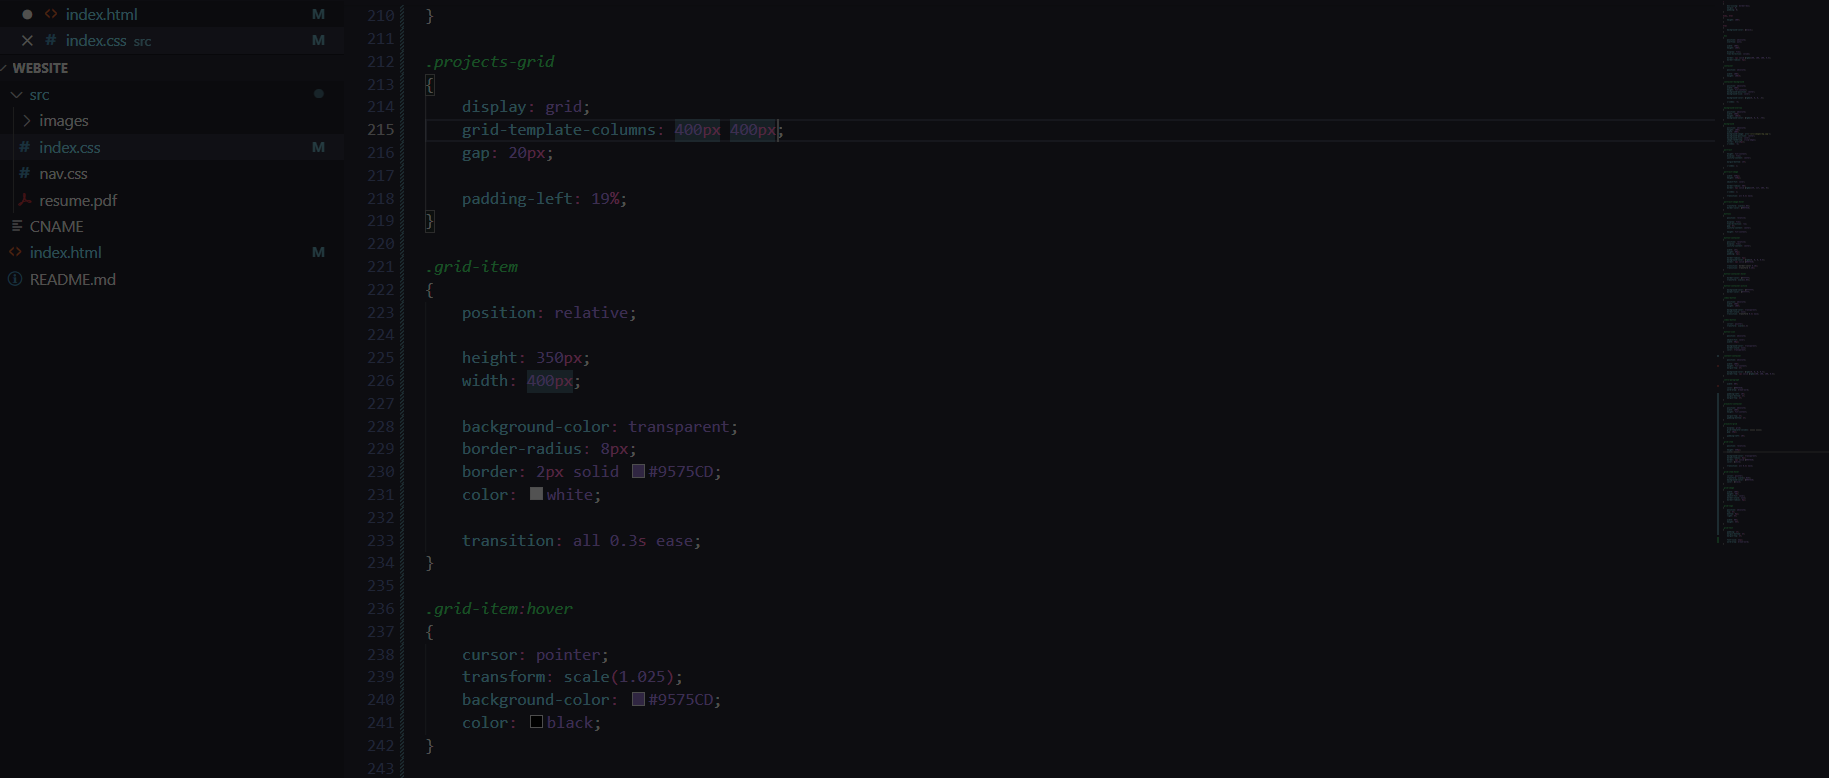 index.html M
index.css src M
WEBSITE
src
images
index.css M
nav.css
resume.pdf
CNAME
index.html M
README.md
210 }
211
212 .projects-grid
213 {
214 display: grid;
215 grid-template-columns: 400px 400px;
216 gap: 20px;
217
218 padding-left: 19%;
219 }
220
221 .grid-item
222 {
223 position: relative;
224
225 height: 350px;
226 width: 400px;
227
228 background-color: transparent;
229 border-radius: 8px;
230 border: 2px solid #9575CD;
231 color: white;
232
233 transition: all 0.3s ease;
234 }
235
236 .grid-item:hover
237 {
238 cursor: pointer;
239 transform: scale(1.025);
240 background-color: #9575CD;
241 color: black;
242 }
243